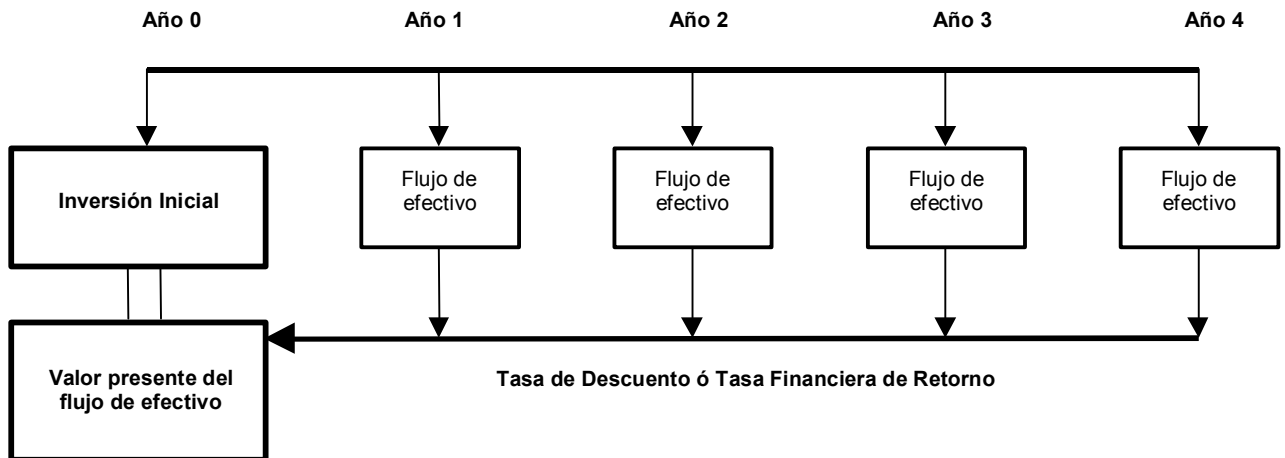 Año 0 Año 1 Año 2 Año 3 Año 4
Inversión Inicial
Flujo de
efectivo
Flujo de
efectivo
Flujo de
efectivo
Flujo de
efectivo
Valor presente del
flujo de efectivo
Tasa de Descuento ó Tasa Financiera de Retorno